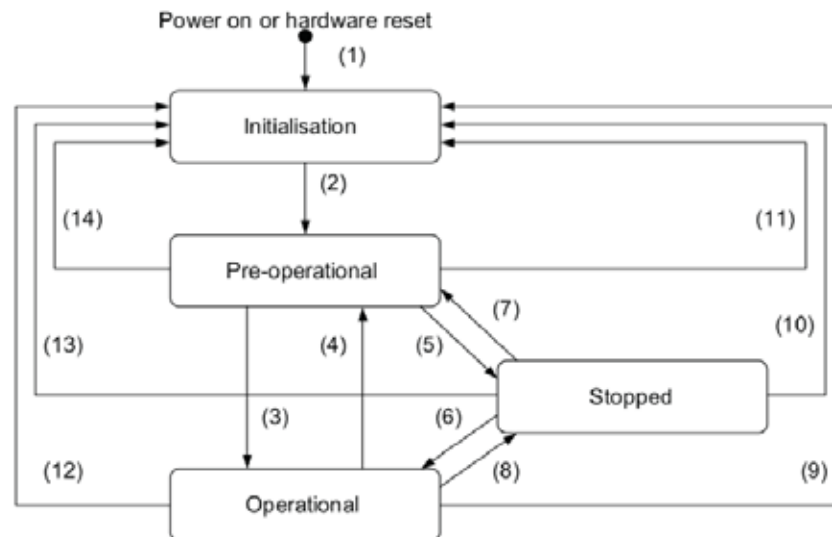 Power on or hardware reset
(1)
Initialisation
(2)
(14)
(11)
Pre-operational
(7)
(13)
(4)
(5)
(10)
Stopped
(3)
(6)
(12)
(8)
(9)
Operational